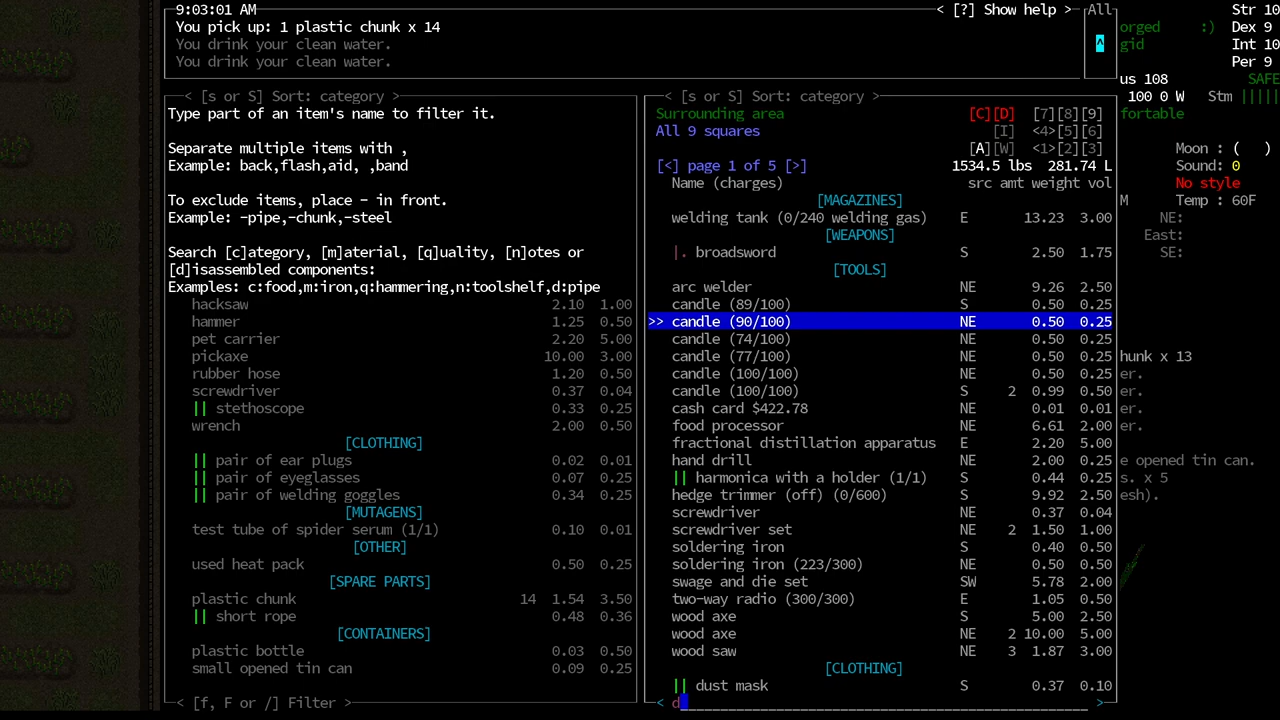 9:03:01 AM
< [?] Show help >
All
Str 10
You pick up: 1 plastic chunk x 14
orged :) Dex 9
You drink your clean water.
gid Int 10
You drink your clean water.
Per 9
us 108 SAFE
< [s or S] Sort: category >
< [s or S] Sort: category >
100 0 W Stm |||||
Type part of an item's name to filter it.
Surrounding area [C][D] [7][8][9]
fortable
All 9 squares [I] <4>[5][6]
Separate multiple items with ,
[A][W] <1>[2][3]
Moon : ( )
Example: back,flash,aid, ,band
[<] page 1 of 5 [>] 1534.5 lbs 281.74 L
Sound: 0
Name (charges) src amt weight vol
No style
To exclude items, place - in front.
[MAGAZINES]
M Temp : 60F
Example: -pipe,-chunk,-steel
welding tank (0/240 welding gas) E 13.23 3.00
NE:
[WEAPONS]
East:
Search [c]ategory, [m]aterial, [q]uality, [n]otes or
|. broadsword S 2.50 1.75
SE:
[d]isassembled components:
[TOOLS]
Examples: c:food,m:iron,q:hammering,n:toolshelf,d:pipe
arc welder NE 9.26 2.50
hacksaw 2.10 1.00
candle (89/100) S 0.50 0.25
hammer 1.25 0.50
>> candle (90/100) NE 0.50 0.25
pet carrier 2.20 5.00
candle (74/100) NE 0.50 0.25
pickaxe 10.00 3.00
candle (77/100) NE 0.50 0.25
hunk x 13
rubber hose 1.20 0.50
candle (100/100) NE 0.50 0.25
er.
screwdriver 0.37 0.04
candle (100/100) S 2 0.99 0.50
er.
|| stethoscope 0.33 0.25
cash card $422.78 NE 0.01 0.01
er.
wrench 2.00 0.50
food processor NE 6.61 2.00
er.
[CLOTHING]
fractional distillation apparatus E 2.20 5.00
|| pair of ear plugs 0.02 0.01
hand drill NE 2.00 0.25
e opened tin can.
|| pair of eyeglasses 0.07 0.25
|| harmonica with a holder (1/1) S 0.44 0.25
s. x 5
|| pair of welding goggles 0.34 0.25
hedge trimmer (off) (0/600) S 9.92 2.50
esh).
[MUTAGENS]
screwdriver NE 0.37 0.04
test tube of spider serum (1/1) 0.10 0.01
screwdriver set NE 2 1.50 1.00
[OTHER]
soldering iron S 0.40 0.50
used heat pack 0.50 0.25
soldering iron (223/300) NE 0.50 0.50
[SPARE PARTS]
swage and die set SW 5.78 2.00
plastic chunk 14 1.54 3.50
two-way radio (300/300) E 1.05 0.50
|| short rope 0.48 0.36
wood axe S 5.00 2.50
[CONTAINERS]
wood axe NE 2 10.00 5.00
plastic bottle 0.03 0.50
wood saw NE 3 1.87 3.00
small opened tin can 0.09 0.25
[CLOTHING]
|| dust mask S 0.37 0.10
< [f, F or /] Filter >
< d >